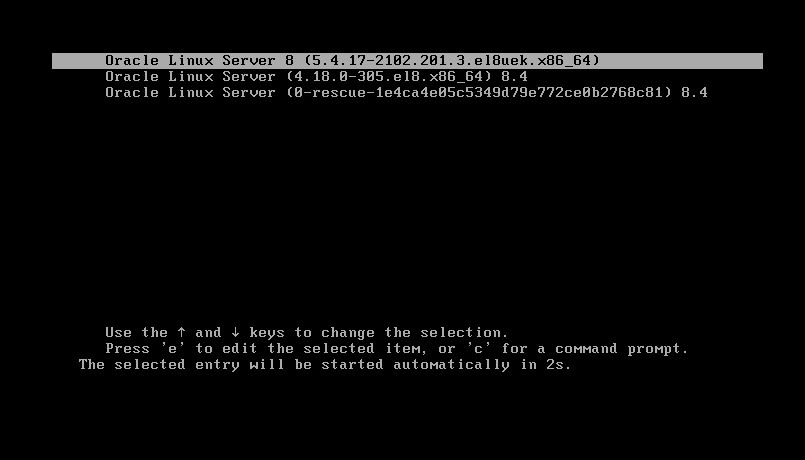 Oracle Linux Server 8 (5.4.17-2102.201.3.el8uek.x86_64)
Oracle Linux Server (4.18.0-305.el8.x86_64) 8.4
Oracle Linux Server (0-rescue-1e4ca4e05c5349d79e772ce0b2768c81) 8.4
Use the ↑ and ↓ keys to change the selection.
Press 'e' to edit the selected item, or 'c' for a command prompt.
The selected entry will be started automatically in 2s.